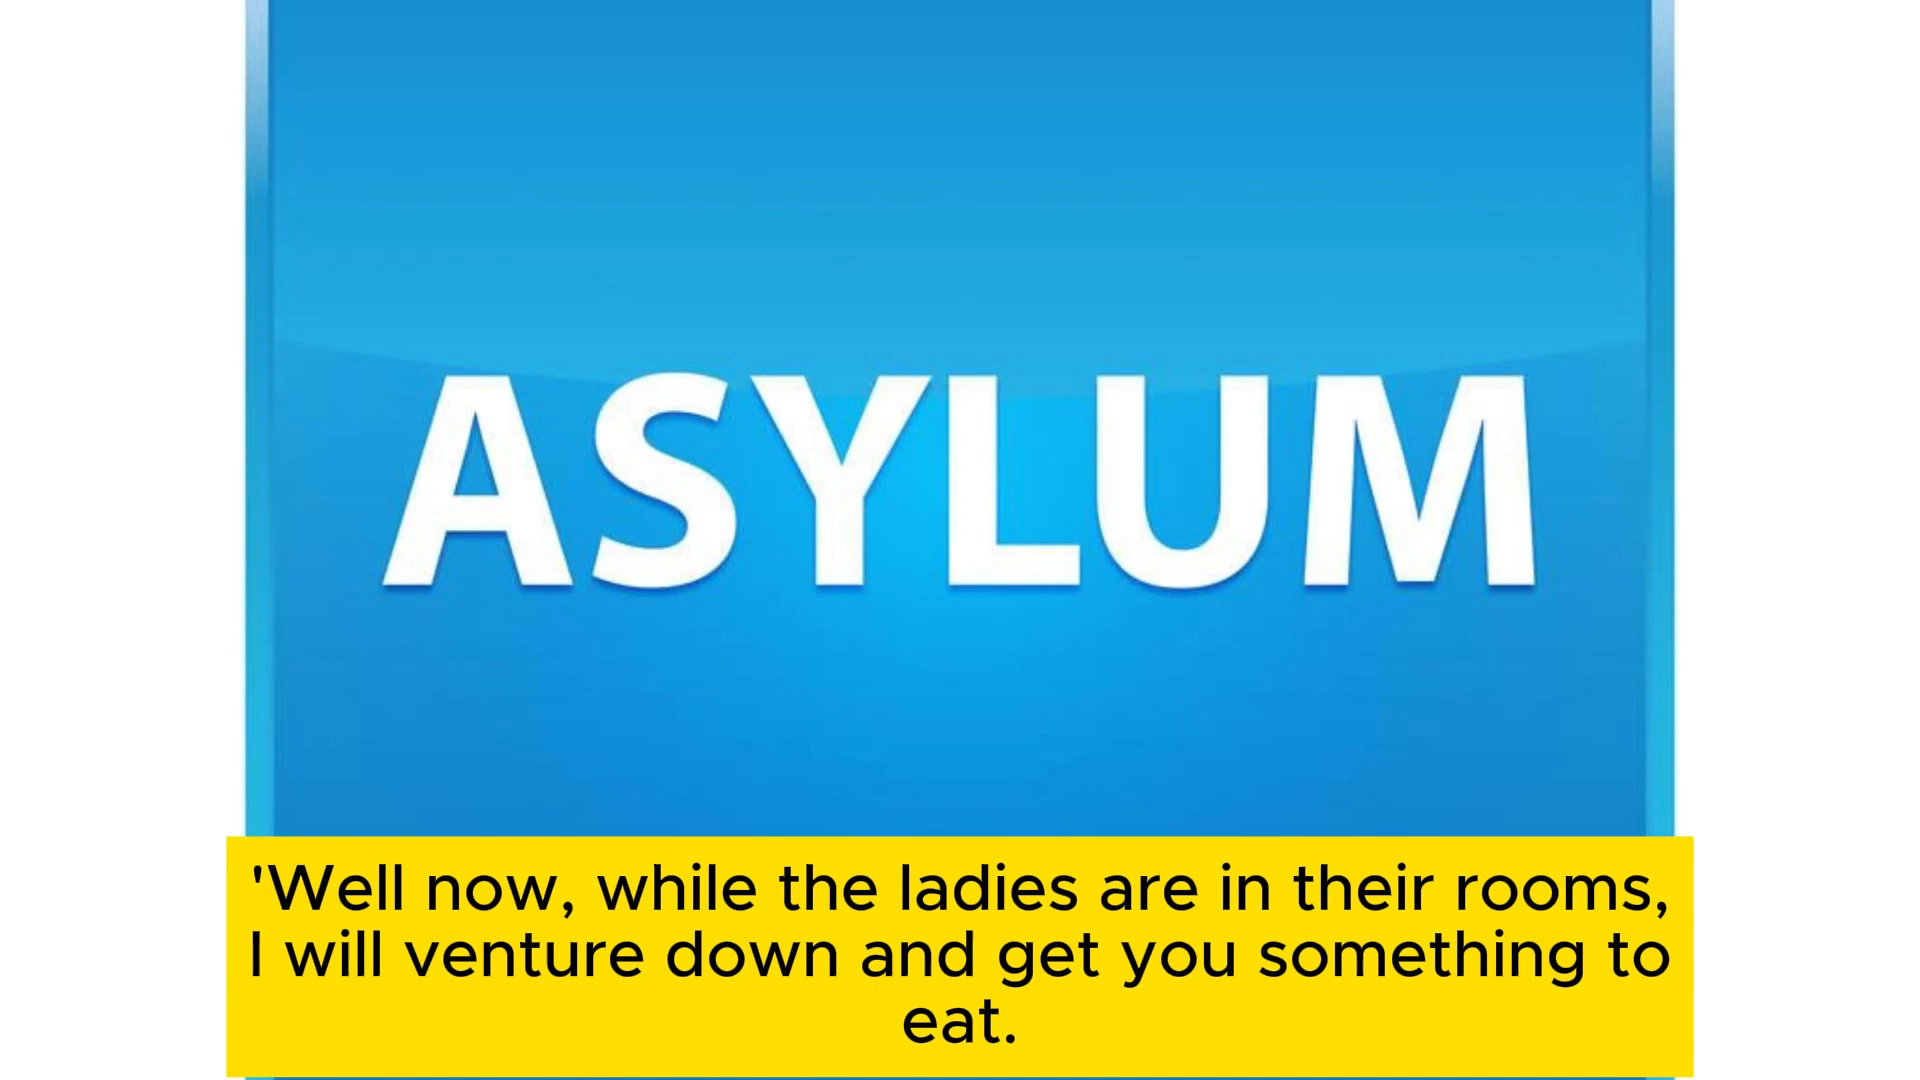 ASYLUM
'Well now, while the ladies are in their rooms,
I will venture down and get you something to
eat.